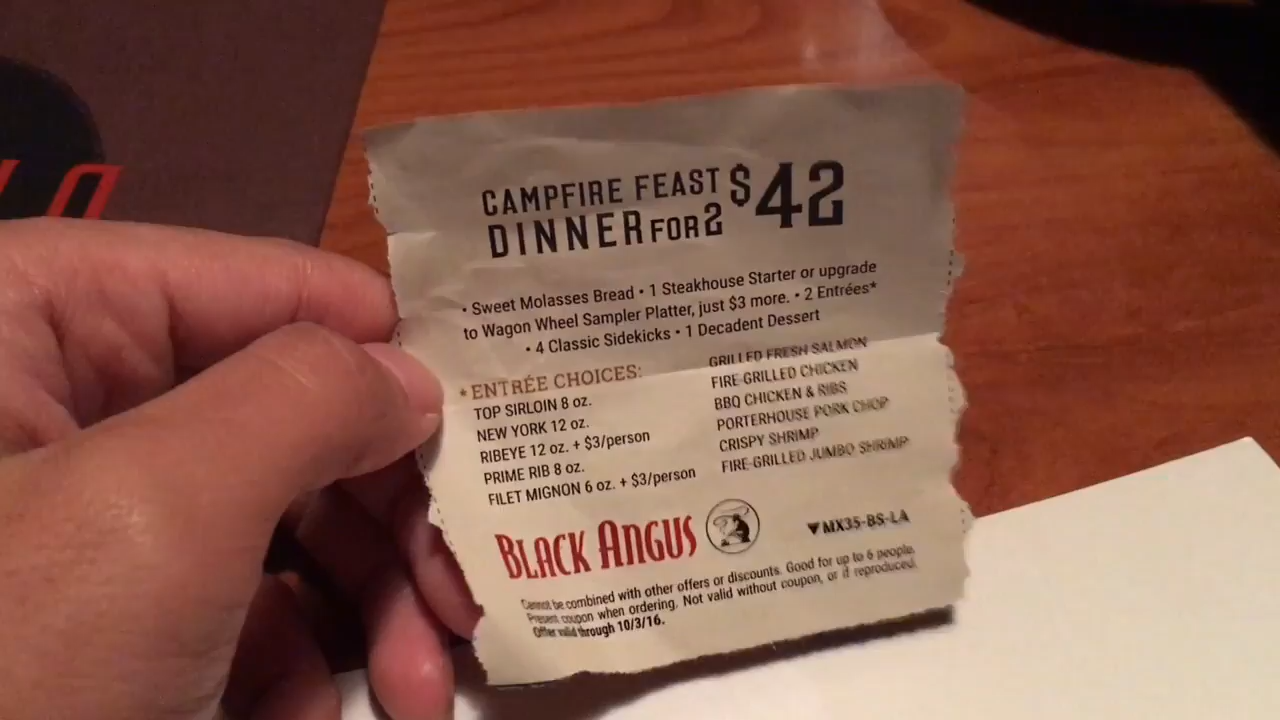 CAMPFIRE FEAST
DINNER FOR 2 $42
• Sweet Molasses Bread • 1 Steakhouse Starter or upgrade
to Wagon Wheel Sampler Platter, just $3 more. • 2 Entrées*
• 4 Classic Sidekicks • 1 Decadent Dessert
*ENTRÉE CHOICES:
TOP SIRLOIN 8 oz.
NEW YORK 12 oz.
RIBEYE 12 oz. + $3/person
PRIME RIB 8 oz.
FILET MIGNON 6 oz. + $3/person
GRILLED FRESH SALMON
FIRE-GRILLED CHICKEN
BBQ CHICKEN & RIBS
PORTERHOUSE PORK CHOP
CRISPY SHRIMP
FIRE-GRILLED JUMBO SHRIMP
BLACK ANGUS
▼MX35-BS-LA
Cannot be combined with other offers or discounts. Good for up to 6 people.
Present coupon when ordering. Not valid without coupon, or if reproduced.
Offer valid through 10/3/16.